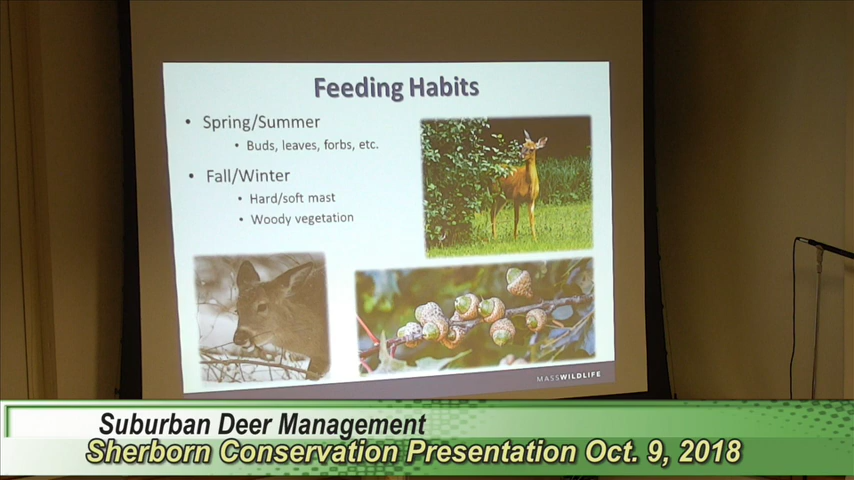 Feeding Habits
• Spring/Summer
• Buds, leaves, forbs, etc.
• Fall/Winter
• Hard/soft mast
• Woody vegetation
MASSWILDLIFE
Suburban Deer Management
Sherborn Conservation Presentation Oct. 9, 2018